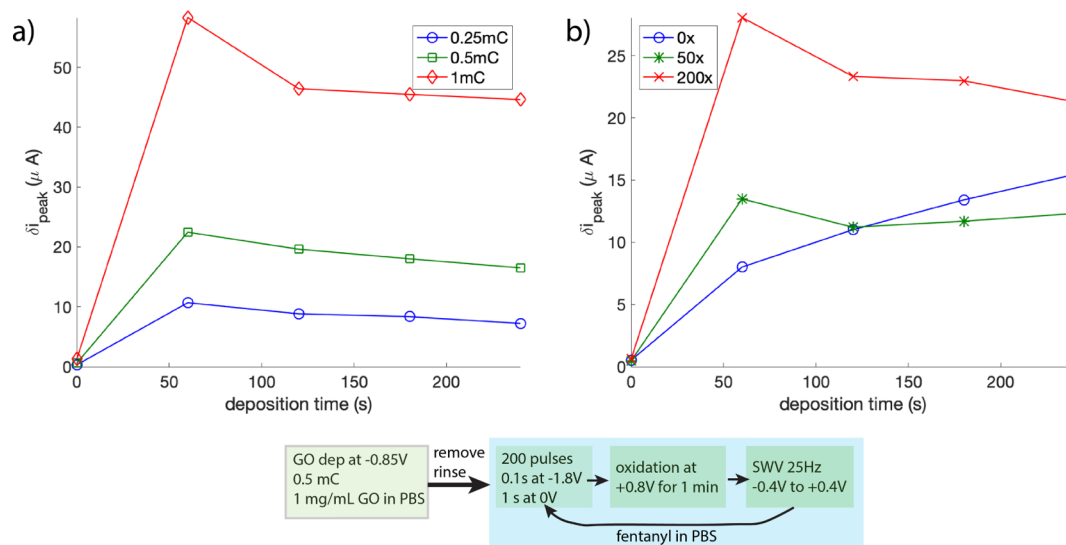 a)
0.25mC
0.5mC
1mC
50
40
30
20
10
0
δi peak (μ A)
0 50 100 150 200
deposition time (s)
b)
0x
50x
200x
25
20
15
10
5
0
δi peak (μ A)
0 50 100 150 200
deposition time (s)
GO dep at -0.85V
0.5 mC
1 mg/mL GO in PBS
remove
rinse
200 pulses
0.1s at -1.8V
1 s at 0V
oxidation at
+0.8V for 1 min
SWV 25Hz
-0.4V to +0.4V
fentanyl in PBS